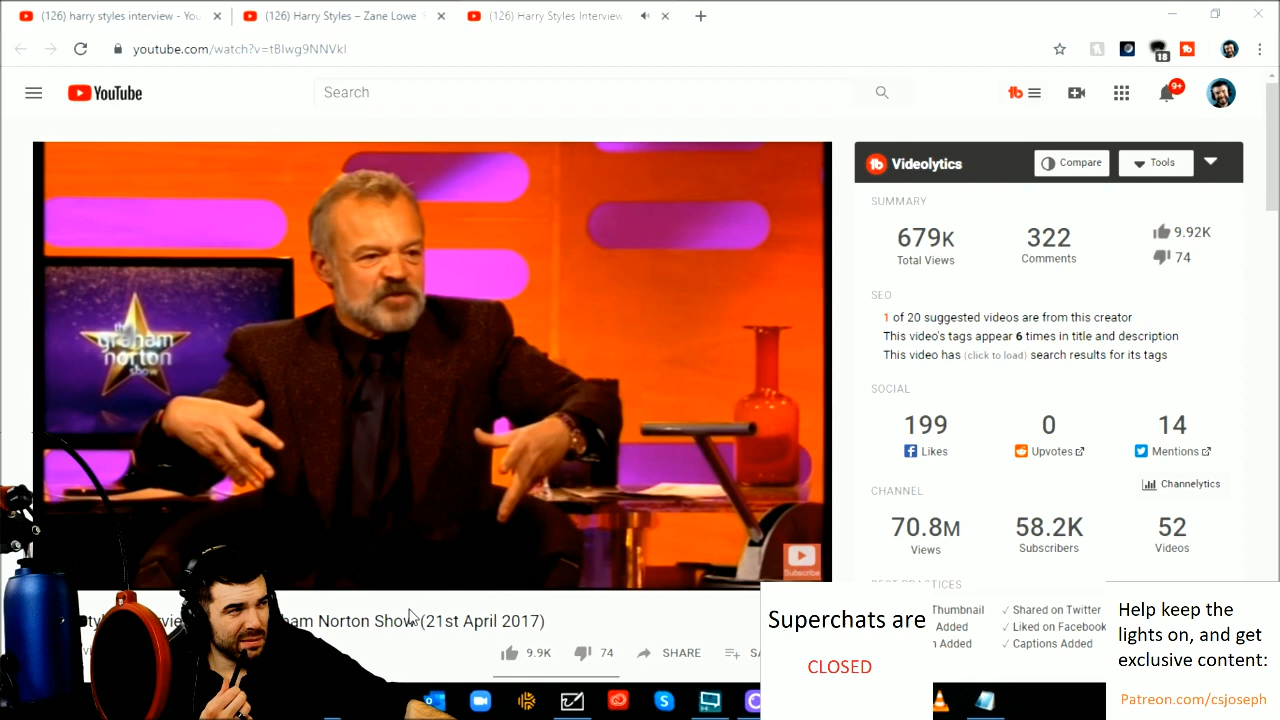 (126) harry styles interview - You
(126) Harry Styles – Zane Lowe
(126) Harry Styles Interview
youtube.com/watch?v=tBlwg9NNVkI
18
YouTube
Search
9+
the
graham
norton
show
Subscribe
Videolytics
Compare
Tools
SUMMARY
679K
Total Views
322
Comments
9.92K
74
SEO
1 of 20 suggested videos are from this creator
This video's tags appear 6 times in title and description
This video has (click to load) search results for its tags
SOCIAL
199
Likes
0
Upvotes
14
Mentions
CHANNEL
Channelytics
70.8M
Views
58.2K
Subscribers
52
Videos
Norton Show (21st April 2017)
9.9K
74
SHARE
Superchats are
CLOSED
Thumbnail
Added
Added
✓ Shared on Twitter
✓ Liked on Facebook
✓ Captions Added
Help keep the
lights on, and get
exclusive content:
Patreon.com/csjoseph